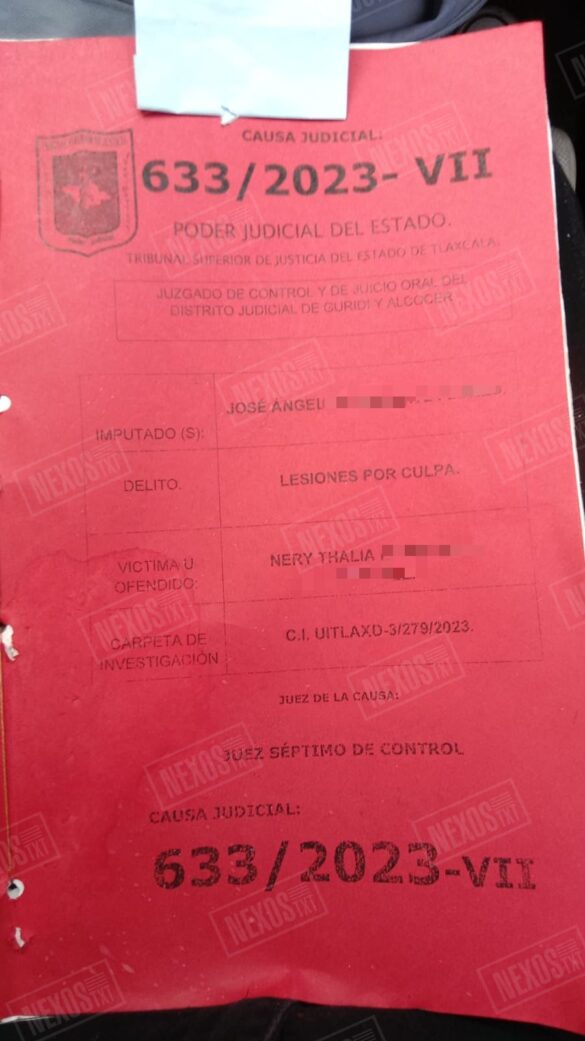 CAUSA JUDICIAL:
633/2023- VII
PODER JUDICIAL DEL ESTADO.
TRIBUNAL SUPERIOR DE JUSTICIA DEL ESTADO DE TLAXCALA.
JUZGADO DE CONTROL Y DE JUICIO ORAL DEL
DISTRITO JUDICIAL DE GURIDI Y ALCOCER
IMPUTADO (S):
JOSÉ ÁNGEL
DELITO.
LESIONES POR CULPA.
VICTIMA U
OFENDIDO:
NERY THALIA
CARPETA DE
INVESTIGACIÓN
C.I. UITLAXD-3/279/2023.
JUEZ DE LA CAUSA:
JUEZ SÉPTIMO DE CONTROL
CAUSA JUDICIAL:
633/2023-VII
NEXOS TXT